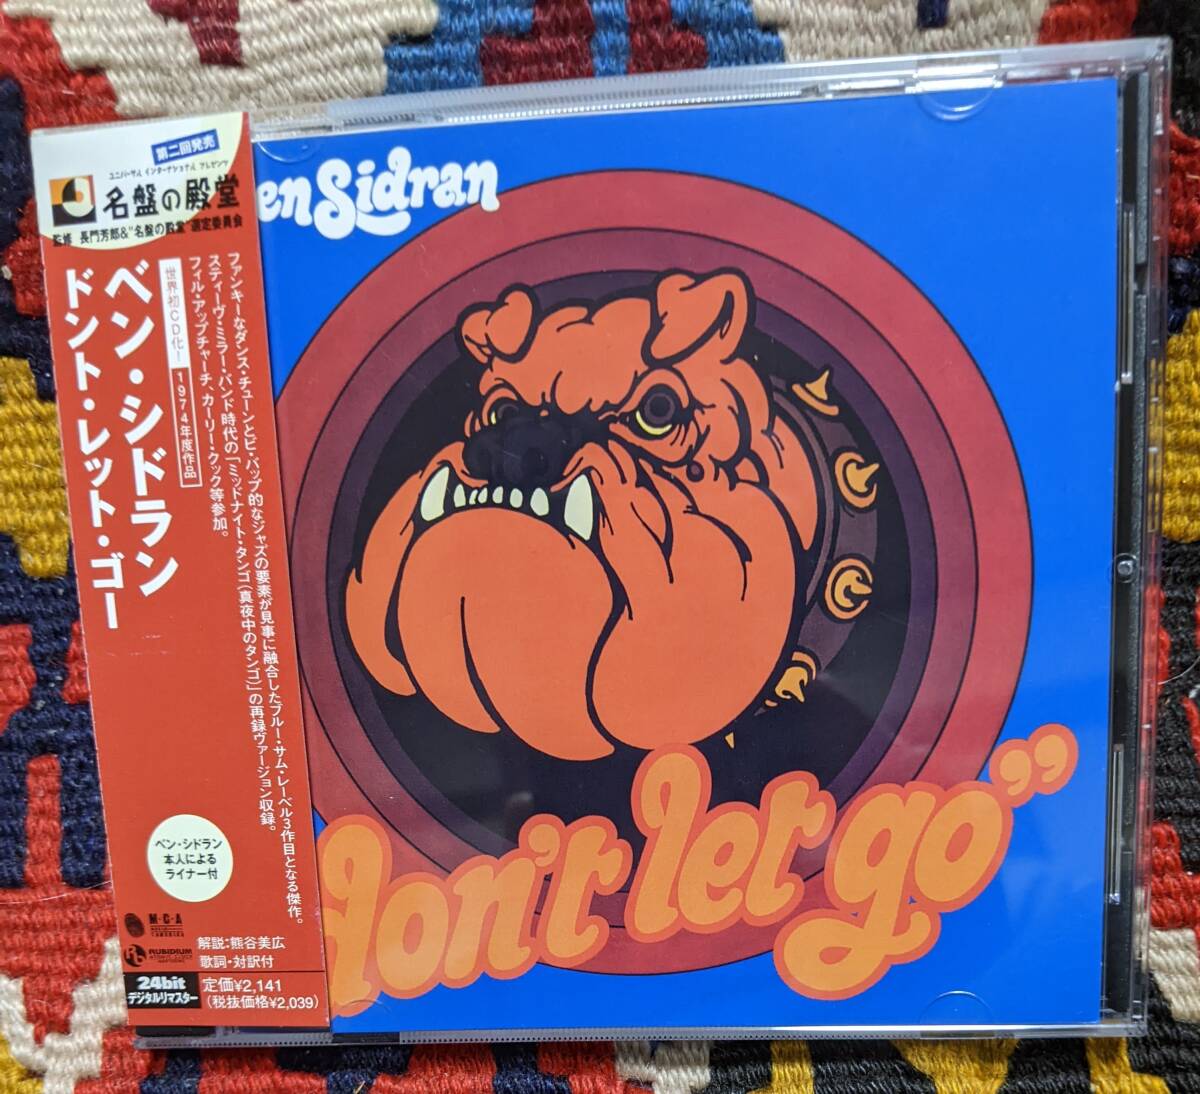 第二回発売
ユニバーサル インターナショナル プレゼンツ
名盤の殿堂
監修 長門芳郎&"名盤の殿堂"選定委員会
ベン・シドラン
ドント・レット・ゴー
世界初CD化!
1974年度作品
ファンキーなダンス・チューンとビ・バップ的なジャズの要素が見事に融合したブルー・サム・レーベル3作目となる傑作。
スティーヴ・ミラー・バンド時代の「ミッドナイト・タンゴ(真夜中のタンゴ)」の再録ヴァージョン収録。
フィル・アップチャーチ、カーリー・クック等参加。
ベン・シドラン
本人による
ライナー付
M・C・A
RUBIDIUM
解説:熊谷美広
歌詞・対訳付
24bit
デジタルリマスター
定価¥2,141
(税抜価格¥2,039)
en Sidran
don't let go"